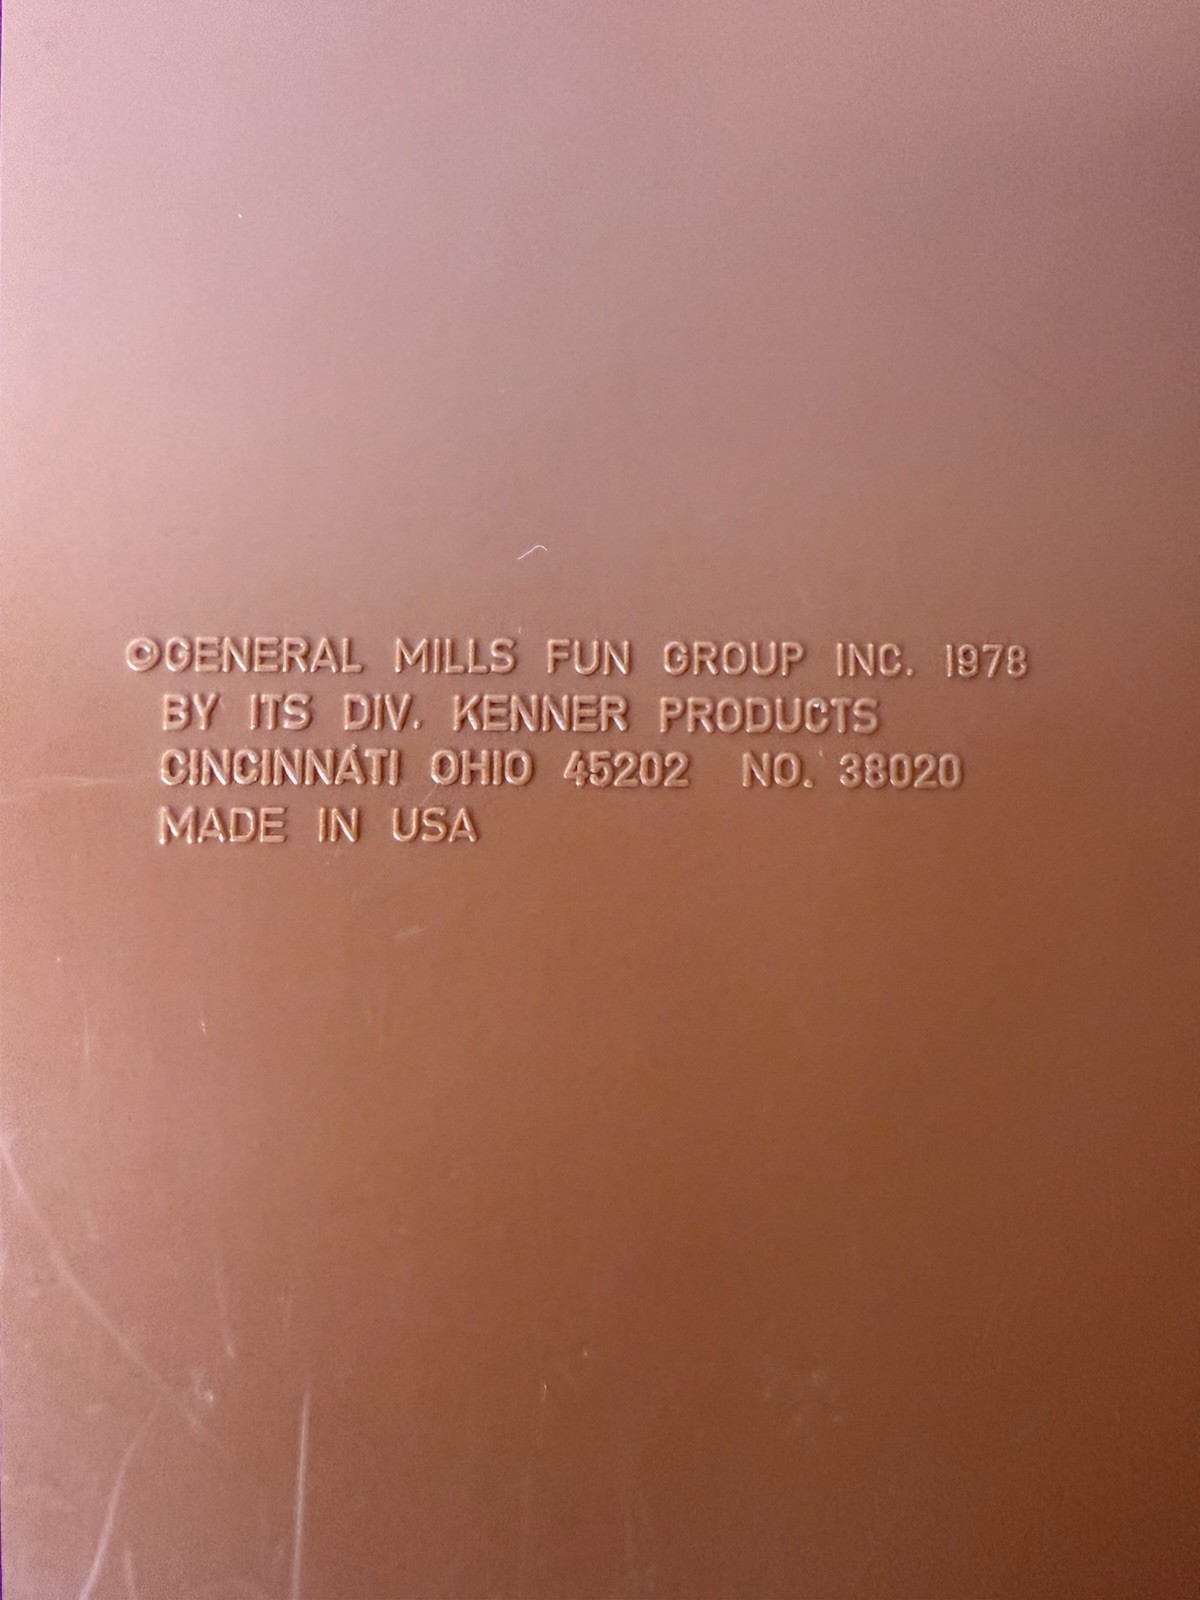 ©GENERAL MILLS FUN GROUP INC. 1978
BY ITS DIV. KENNER PRODUCTS
CINCINNATI OHIO 45202 NO. 38020
MADE IN USA